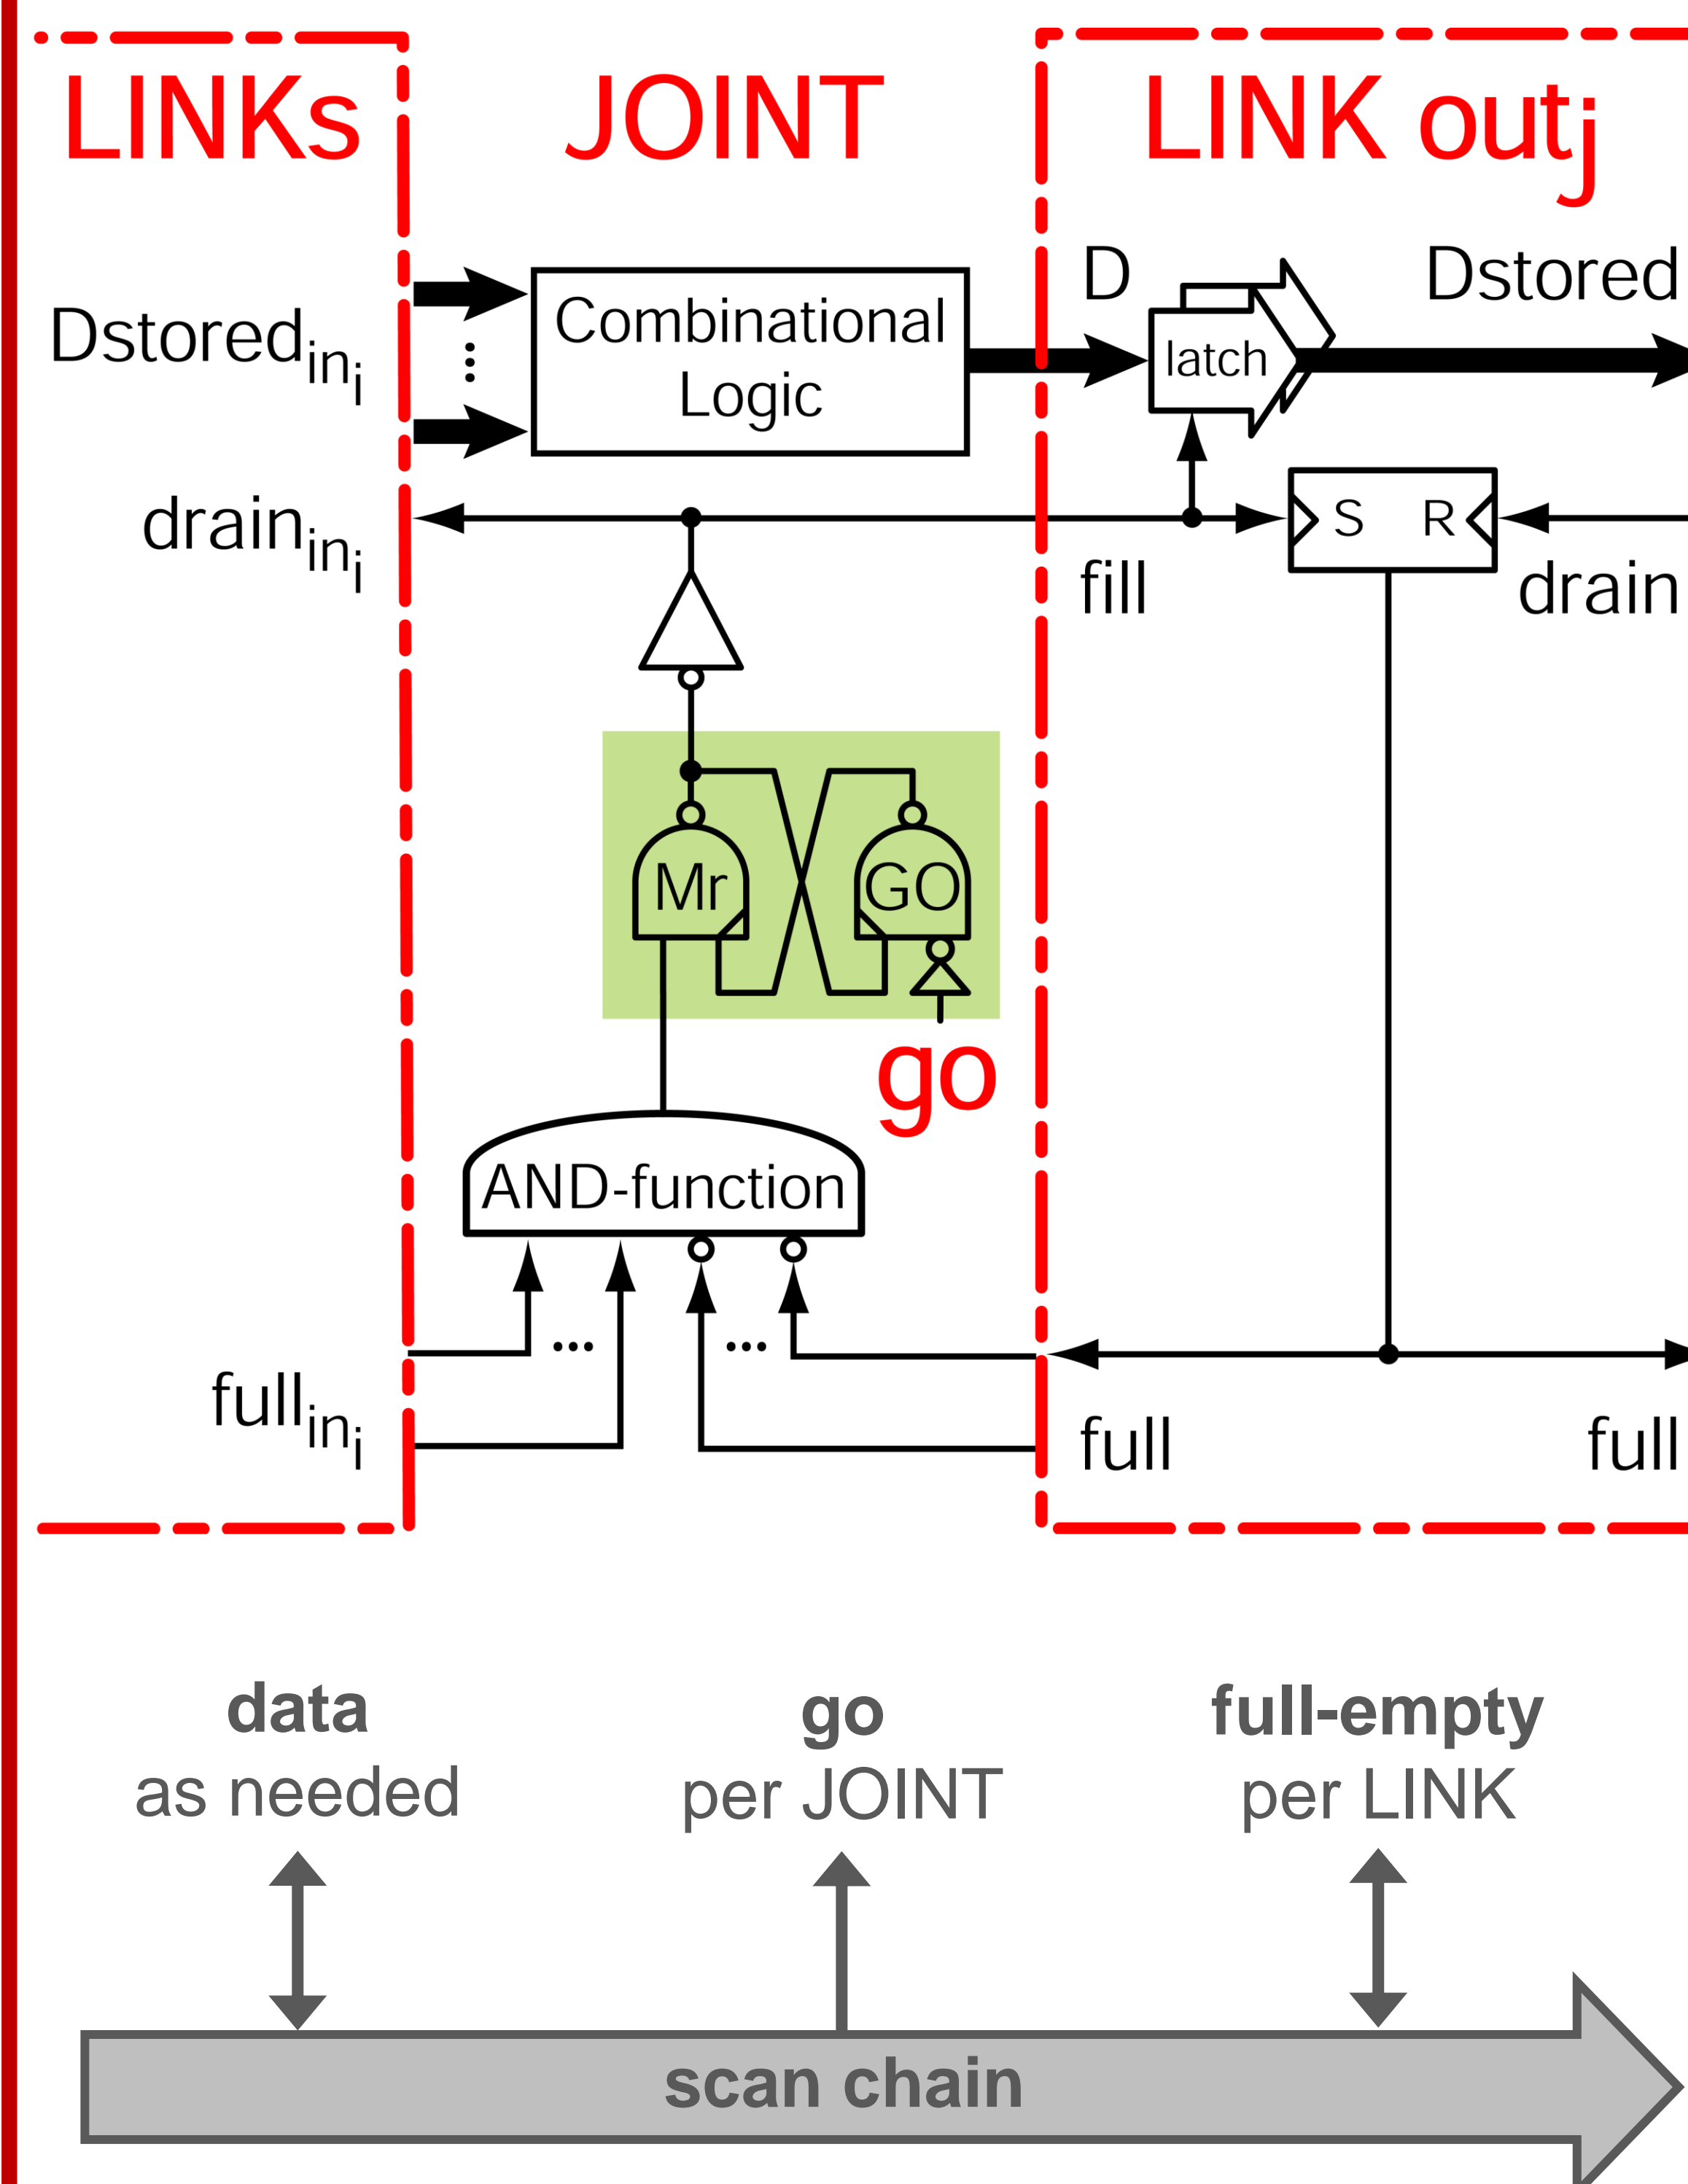 LINKs
JOINT
LINK outj
Dstoredini
Combinational
Logic
D
latch
Dstored
drainini
fill
S R
drain
Mr
GO
go
AND-function
...
...
fullini
full
full
data
as needed
go
per JOINT
full-empty
per LINK
scan chain